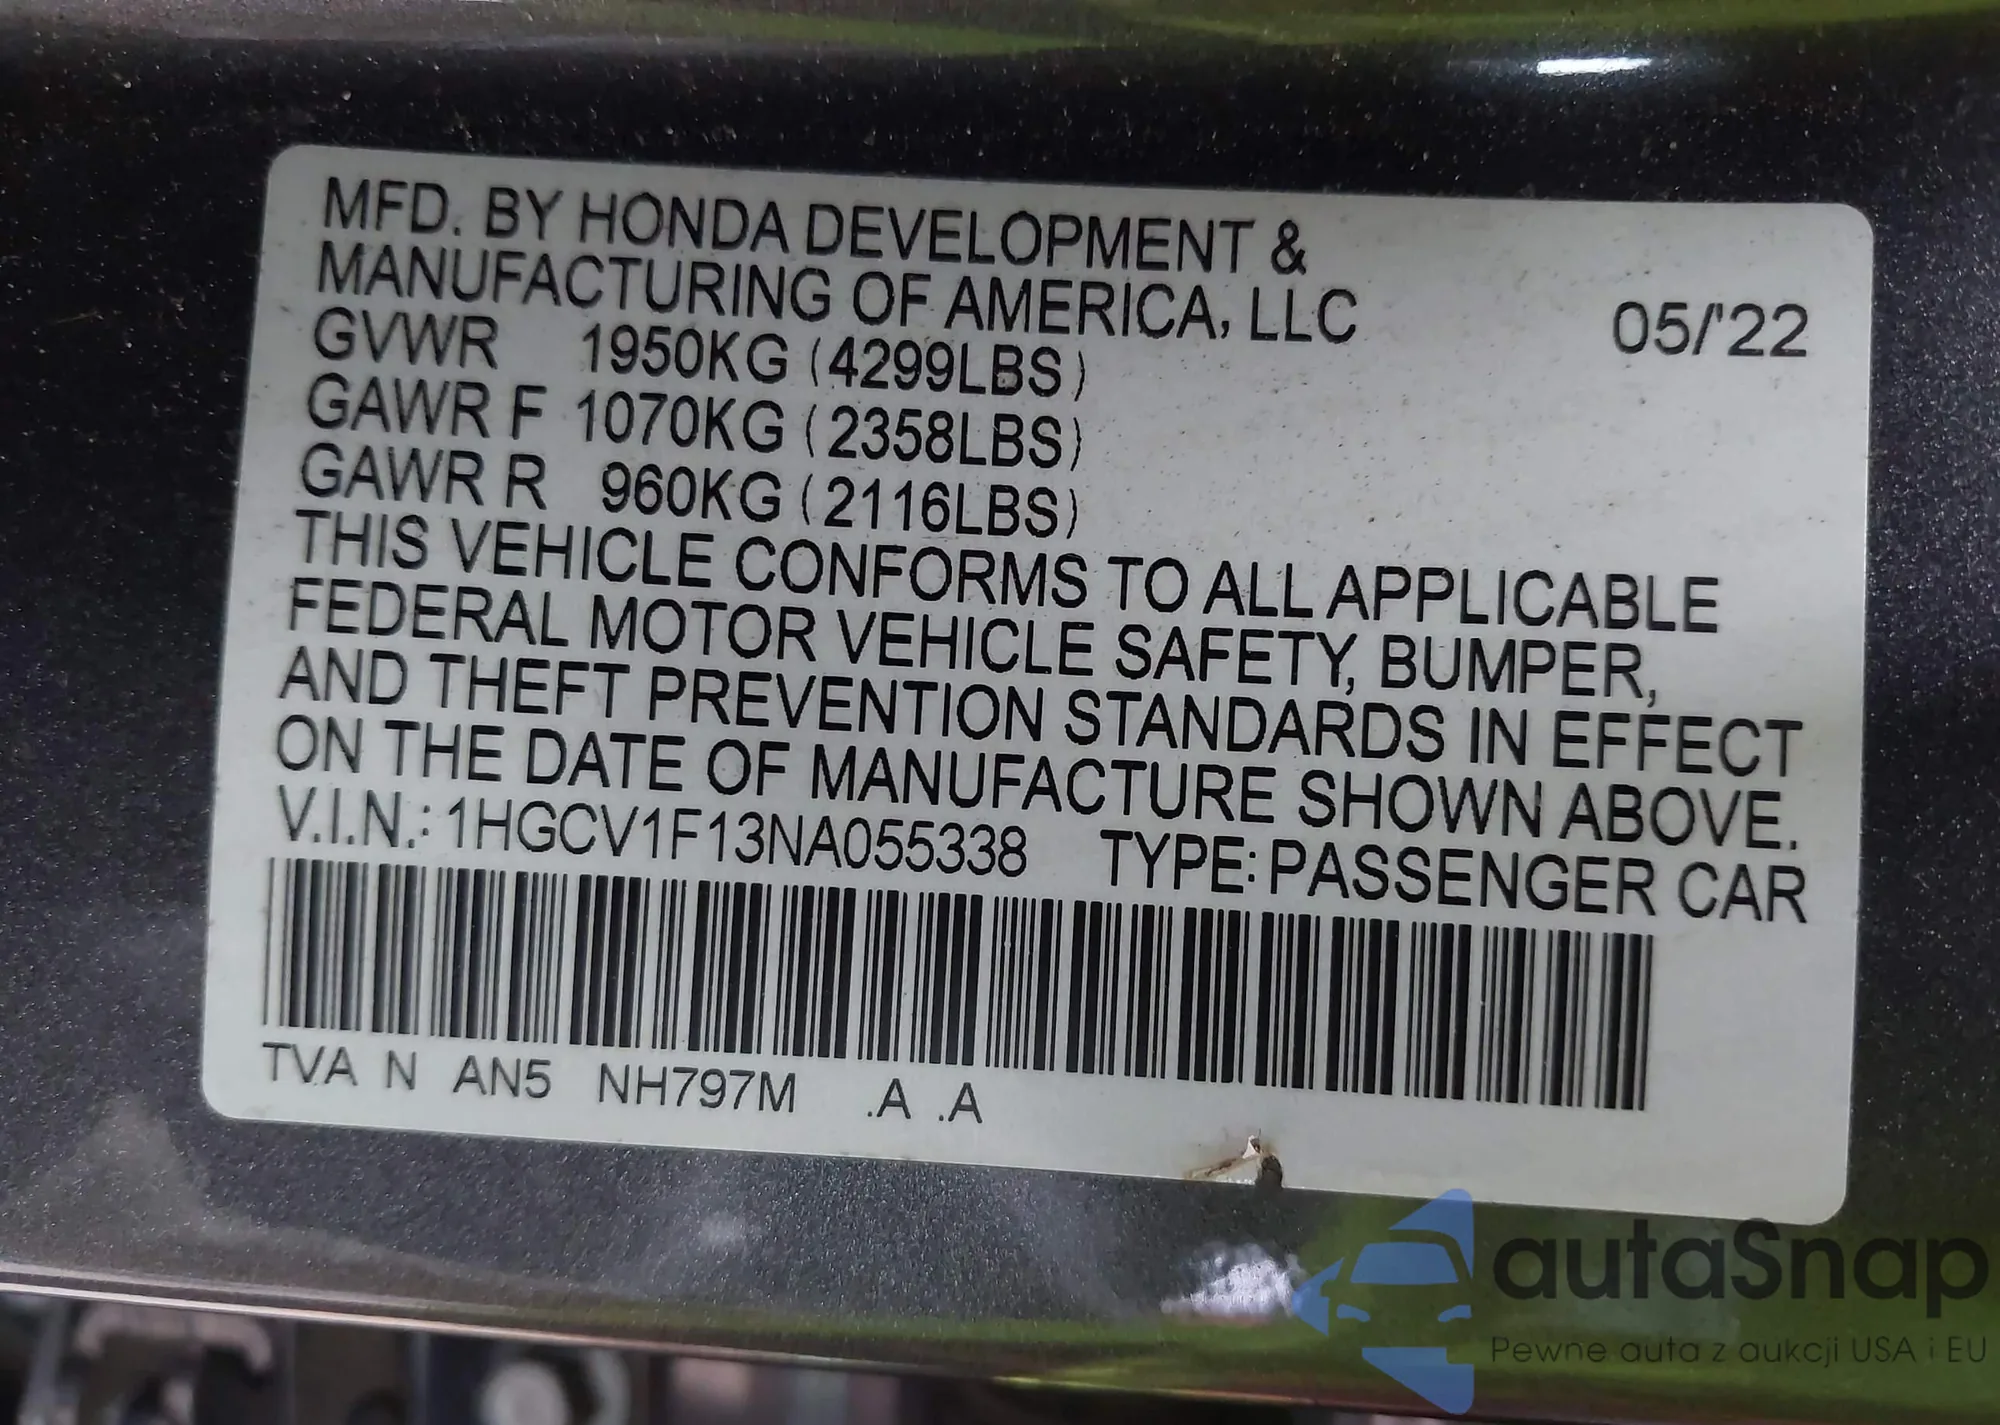 MFD. BY HONDA DEVELOPMENT &
MANUFACTURING OF AMERICA, LLC 05/'22
GVWR 1950KG (4299LBS)
GAWR F 1070KG (2358LBS)
GAWR R 960KG (2116LBS)
THIS VEHICLE CONFORMS TO ALL APPLICABLE
FEDERAL MOTOR VEHICLE SAFETY, BUMPER,
AND THEFT PREVENTION STANDARDS IN EFFECT
ON THE DATE OF MANUFACTURE SHOWN ABOVE.
V.I.N.: 1HGCV1F13NA055338 TYPE: PASSENGER CAR
TVA N AN5 NH797M .A .A
autaSnap
Pewne auta z aukcji USA i EU